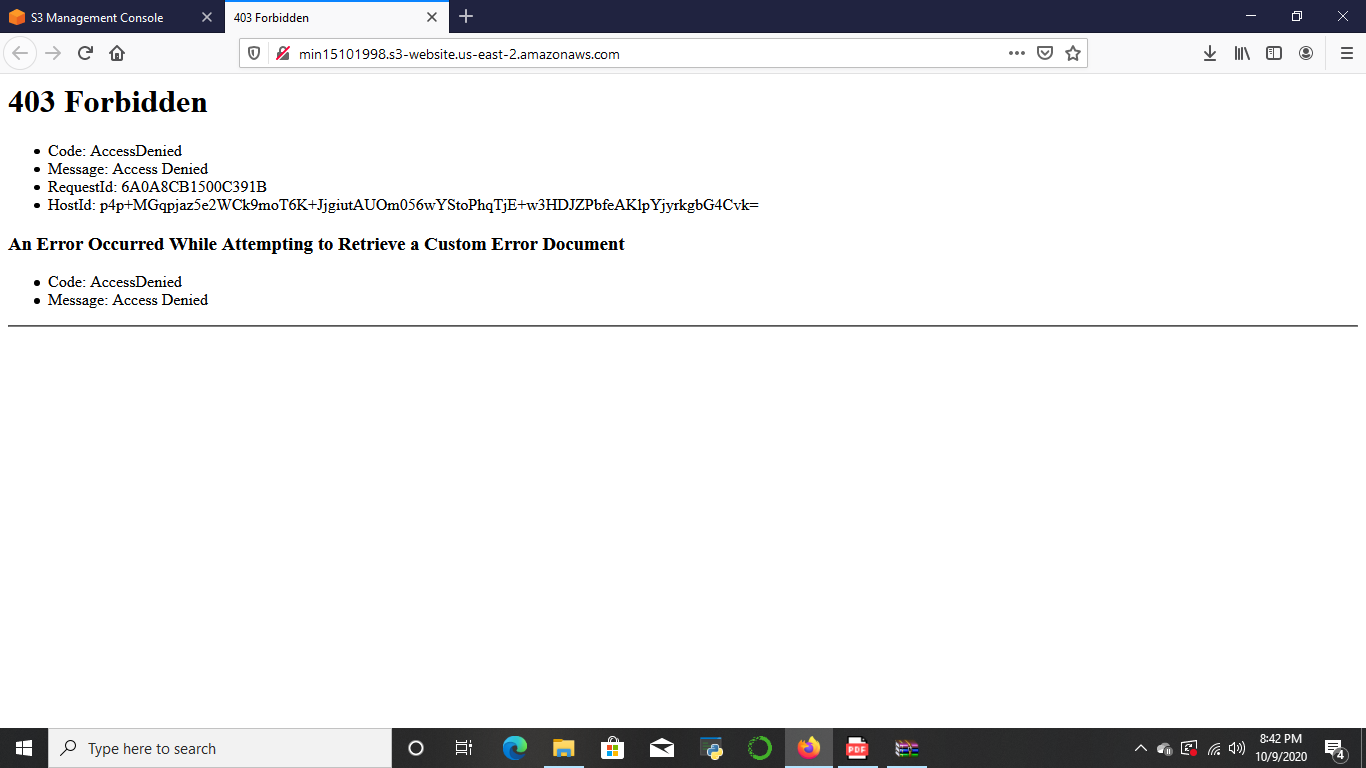 S3 Management Console
403 Forbidden
min15101998.s3-website.us-east-2.amazonaws.com
403 Forbidden
Code: AccessDenied
Message: Access Denied
RequestId: 6A0A8CB1500C391B
HostId: p4p+MGqpjaz5e2WCk9moT6K+JjgiutAUOm056wYStoPhqTjE+w3HDJZPbfeAKlpYjyrkgbG4Cvk=
An Error Occurred While Attempting to Retrieve a Custom Error Document
Code: AccessDenied
Message: Access Denied
Type here to search
PDF
8:42 PM
10/9/2020
4